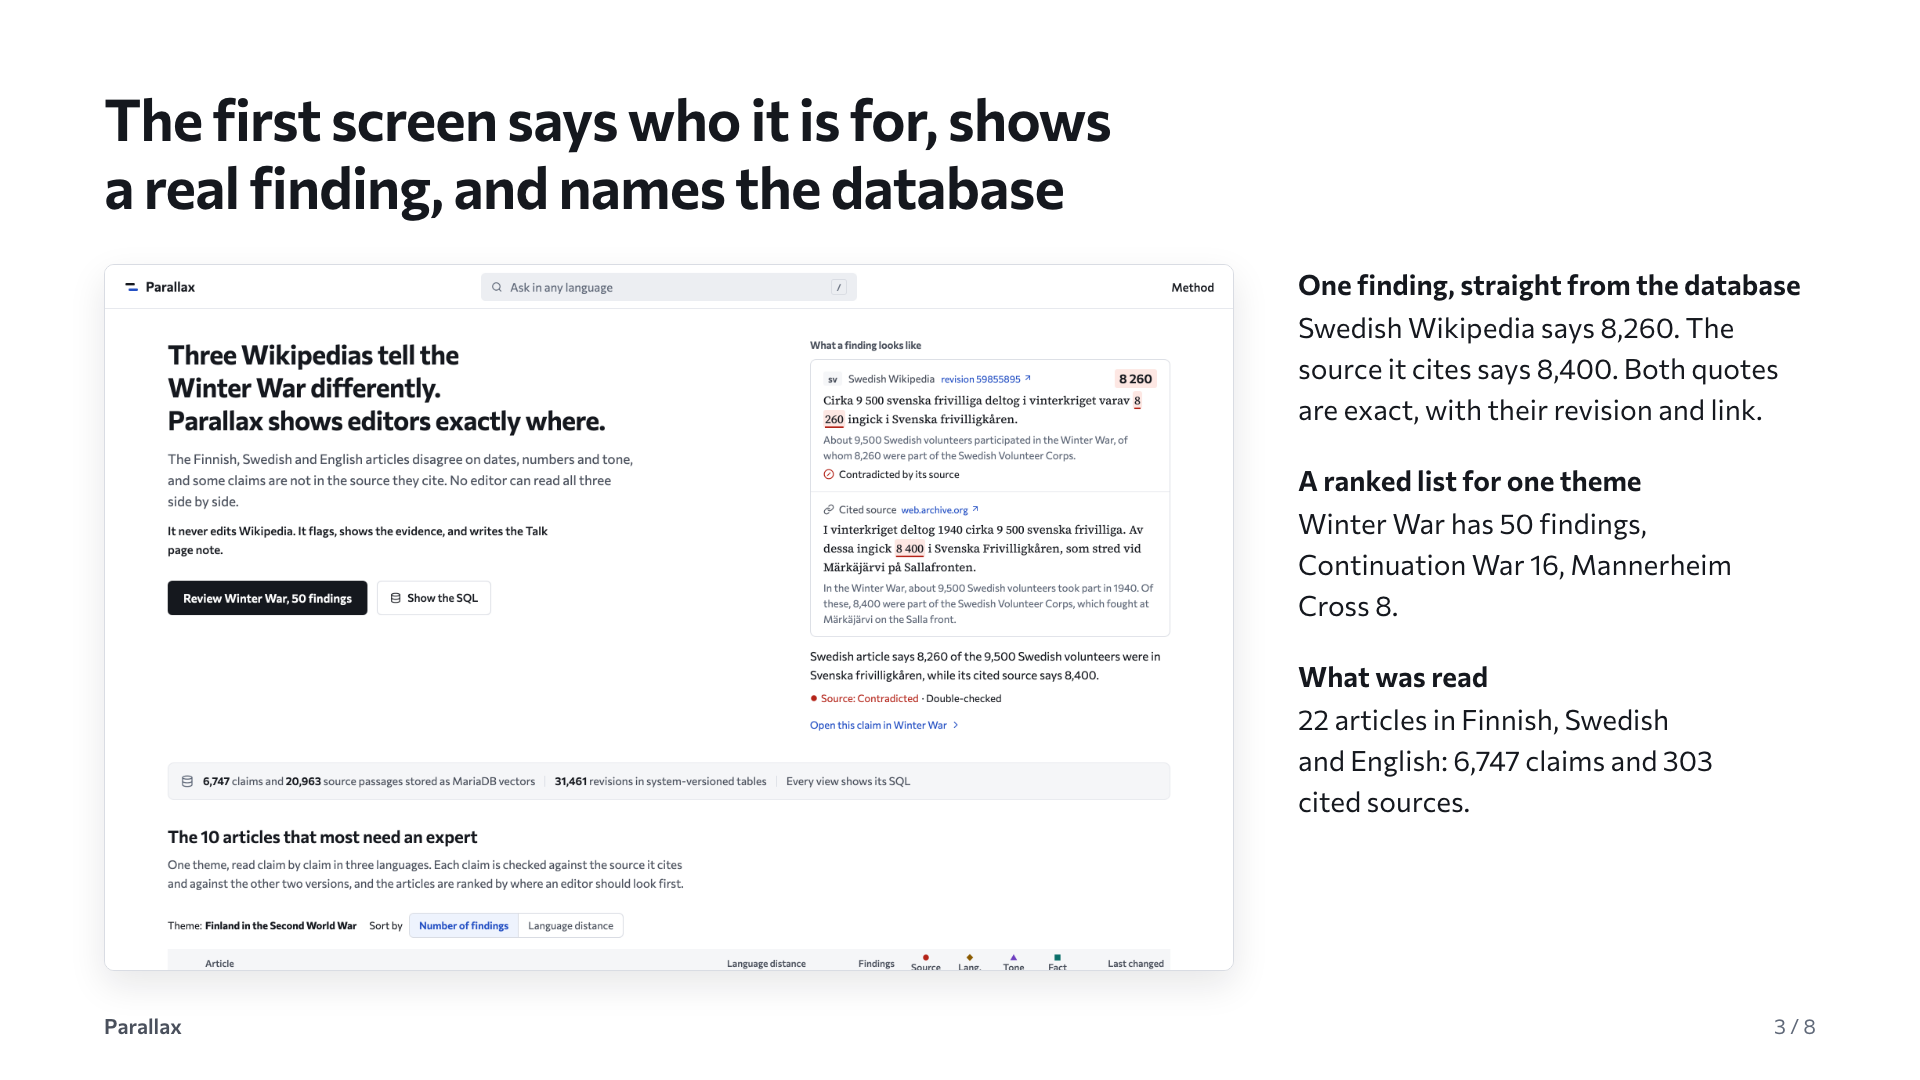 The first screen says who it is for, shows
a real finding, and names the database
Parallax
Ask in any language
/
Method
Three Wikipedias tell the
Winter War differently.
Parallax shows editors exactly where.
The Finnish, Swedish and English articles disagree on dates, numbers and tone,
and some claims are not in the source they cite. No editor can read all three
side by side.
It never edits Wikipedia. It flags, shows the evidence, and writes the Talk
page note.
Review Winter War, 50 findings
Show the SQL
What a finding looks like
sv Swedish Wikipedia revision 59855895 ↗ 8 260
Cirka 9 500 svenska frivilliga deltog i vinterkriget varav 8
260 ingick i Svenska frivilligkåren.
About 9,500 Swedish volunteers participated in the Winter War, of
whom 8,260 were part of the Swedish Volunteer Corps.
Contradicted by its source
Cited source web.archive.org ↗
I vinterkriget deltog 1940 cirka 9 500 svenska frivilliga. Av
dessa ingick 8 400 i Svenska Frivilligkåren, som stred vid
Märkäjärvi på Sallafronten.
In the Winter War, about 9,500 Swedish volunteers took part in 1940. Of
these, 8,400 were part of the Swedish Volunteer Corps, which fought at
Märkäjärvi on the Salla front.
Swedish article says 8,260 of the 9,500 Swedish volunteers were in
Svenska frivilligkåren, while its cited source says 8,400.
Source: Contradicted · Double-checked
Open this claim in Winter War
6,747 claims and 20,963 source passages stored as MariaDB vectors
31,461 revisions in system-versioned tables
Every view shows its SQL
The 10 articles that most need an expert
One theme, read claim by claim in three languages. Each claim is checked against the source it cites
and against the other two versions, and the articles are ranked by where an editor should look first.
Theme: Finland in the Second World War Sort by Number of findings Language distance
Article Language distance Findings Source Lang. Tone Fact Last changed
One finding, straight from the database
Swedish Wikipedia says 8,260. The
source it cites says 8,400. Both quotes
are exact, with their revision and link.
A ranked list for one theme
Winter War has 50 findings,
Continuation War 16, Mannerheim
Cross 8.
What was read
22 articles in Finnish, Swedish
and English: 6,747 claims and 303
cited sources.
Parallax
3 / 8